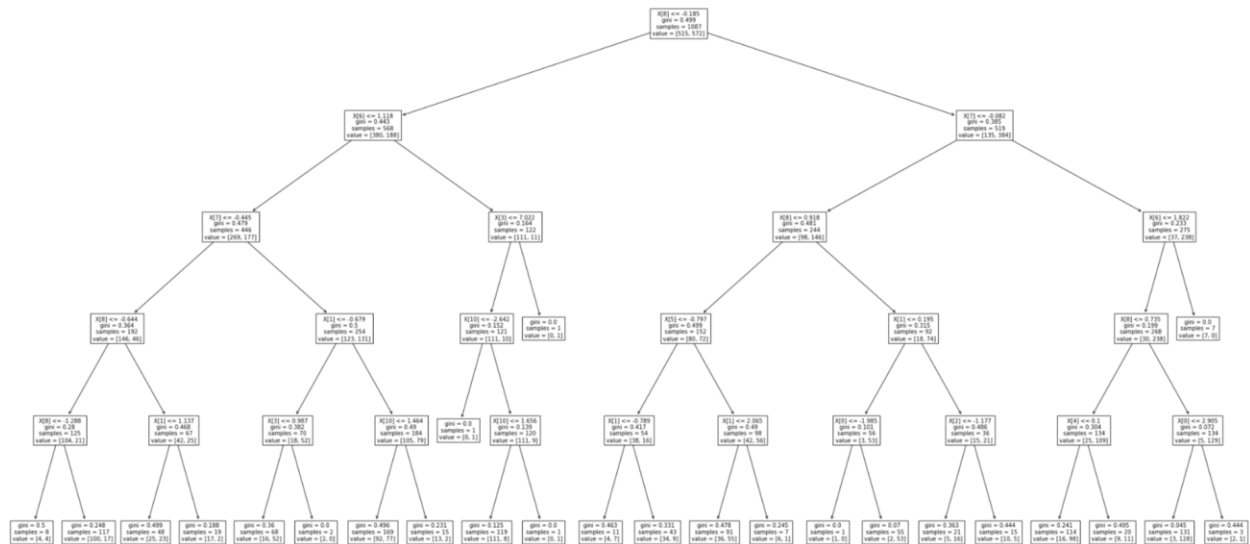 X[8] <= -0.185
gini = 0.499
samples = 1087
value = [515, 572]
X[6] <= 1.118
gini = 0.443
samples = 568
value = [380, 188]
X[7] <= -0.082
gini = 0.385
samples = 519
value = [135, 384]
X[7] <= -0.445
gini = 0.479
samples = 446
value = [269, 177]
X[3] <= 7.022
gini = 0.164
samples = 122
value = [111, 11]
X[8] <= 0.918
gini = 0.481
samples = 244
value = [98, 146]
X[6] <= 1.822
gini = 0.233
samples = 275
value = [37, 238]
X[8] <= -0.644
gini = 0.364
samples = 192
value = [146, 46]
X[1] <= -0.679
gini = 0.5
samples = 254
value = [123, 131]
X[10] <= -2.642
gini = 0.152
samples = 121
value = [111, 10]
gini = 0.0
samples = 1
value = [0, 1]
X[5] <= -0.797
gini = 0.499
samples = 152
value = [80, 72]
X[1] <= 0.195
gini = 0.315
samples = 92
value = [18, 74]
X[8] <= 0.735
gini = 0.199
samples = 268
value = [30, 238]
gini = 0.0
samples = 7
value = [7, 0]
X[8] <= -1.288
gini = 0.28
samples = 125
value = [104, 21]
X[1] <= 1.137
gini = 0.468
samples = 67
value = [42, 25]
X[3] <= 0.987
gini = 0.382
samples = 70
value = [18, 52]
X[10] <= 1.464
gini = 0.49
samples = 184
value = [105, 79]
gini = 0.0
samples = 1
value = [0, 1]
X[10] <= 1.656
gini = 0.139
samples = 120
value = [111, 9]
X[1] <= -0.789
gini = 0.417
samples = 54
value = [38, 16]
X[1] <= 2.065
gini = 0.49
samples = 98
value = [42, 56]
X[0] <= -1.985
gini = 0.101
samples = 56
value = [3, 53]
X[2] <= -1.177
gini = 0.486
samples = 36
value = [15, 21]
X[4] <= 0.1
gini = 0.304
samples = 134
value = [25, 109]
X[0] <= 2.905
gini = 0.072
samples = 134
value = [5, 129]
gini = 0.5
samples = 8
value = [4, 4]
gini = 0.248
samples = 117
value = [100, 17]
gini = 0.499
samples = 48
value = [25, 23]
gini = 0.188
samples = 19
value = [17, 2]
gini = 0.36
samples = 68
value = [16, 52]
gini = 0.0
samples = 2
value = [2, 0]
gini = 0.496
samples = 169
value = [92, 77]
gini = 0.231
samples = 15
value = [13, 2]
gini = 0.125
samples = 119
value = [111, 8]
gini = 0.0
samples = 1
value = [0, 1]
gini = 0.463
samples = 11
value = [4, 7]
gini = 0.331
samples = 43
value = [34, 9]
gini = 0.478
samples = 91
value = [36, 55]
gini = 0.245
samples = 7
value = [6, 1]
gini = 0.0
samples = 1
value = [1, 0]
gini = 0.07
samples = 55
value = [2, 53]
gini = 0.363
samples = 21
value = [5, 16]
gini = 0.444
samples = 15
value = [10, 5]
gini = 0.241
samples = 114
value = [16, 98]
gini = 0.495
samples = 20
value = [9, 11]
gini = 0.045
samples = 131
value = [3, 128]
gini = 0.444
samples = 3
value = [2, 1]